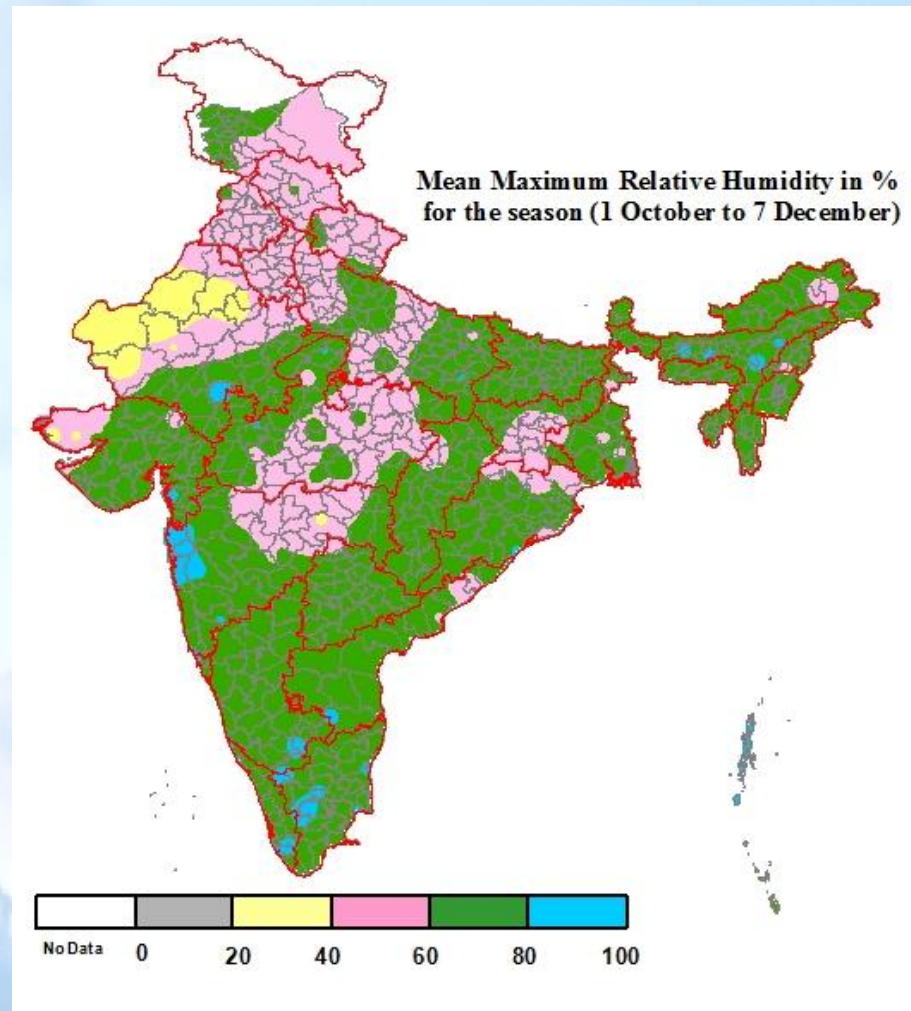 Mean Maximum Relative Humidity in %
for the season (1 October to 7 December)
No Data 0 20 40 60 80 100